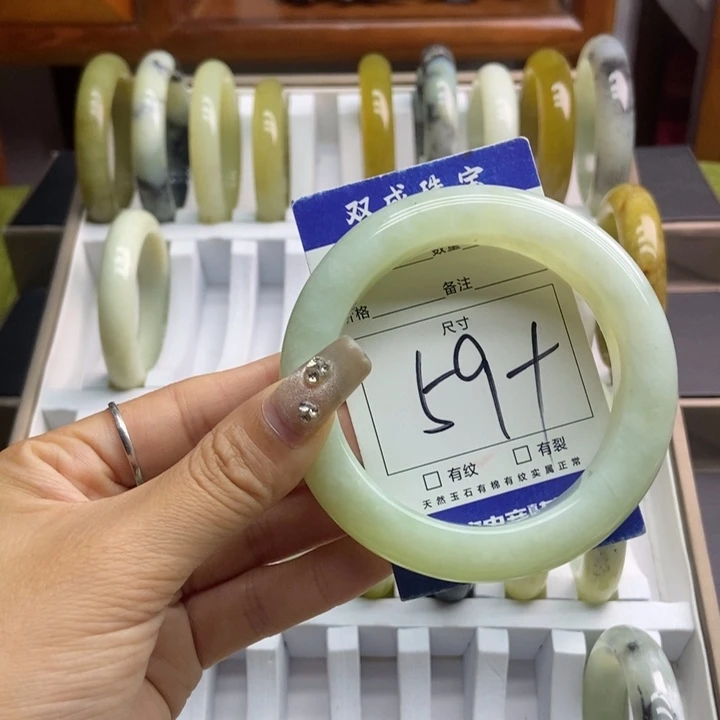 双成珠宝
数量
价格 备注
尺寸
59+
□ 有纹 □ 有裂
天然玉石有棉有纹实属正常